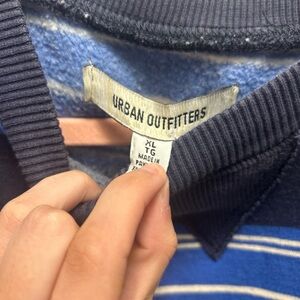 URBAN OUTFITTERS
XL
TG
MADE IN